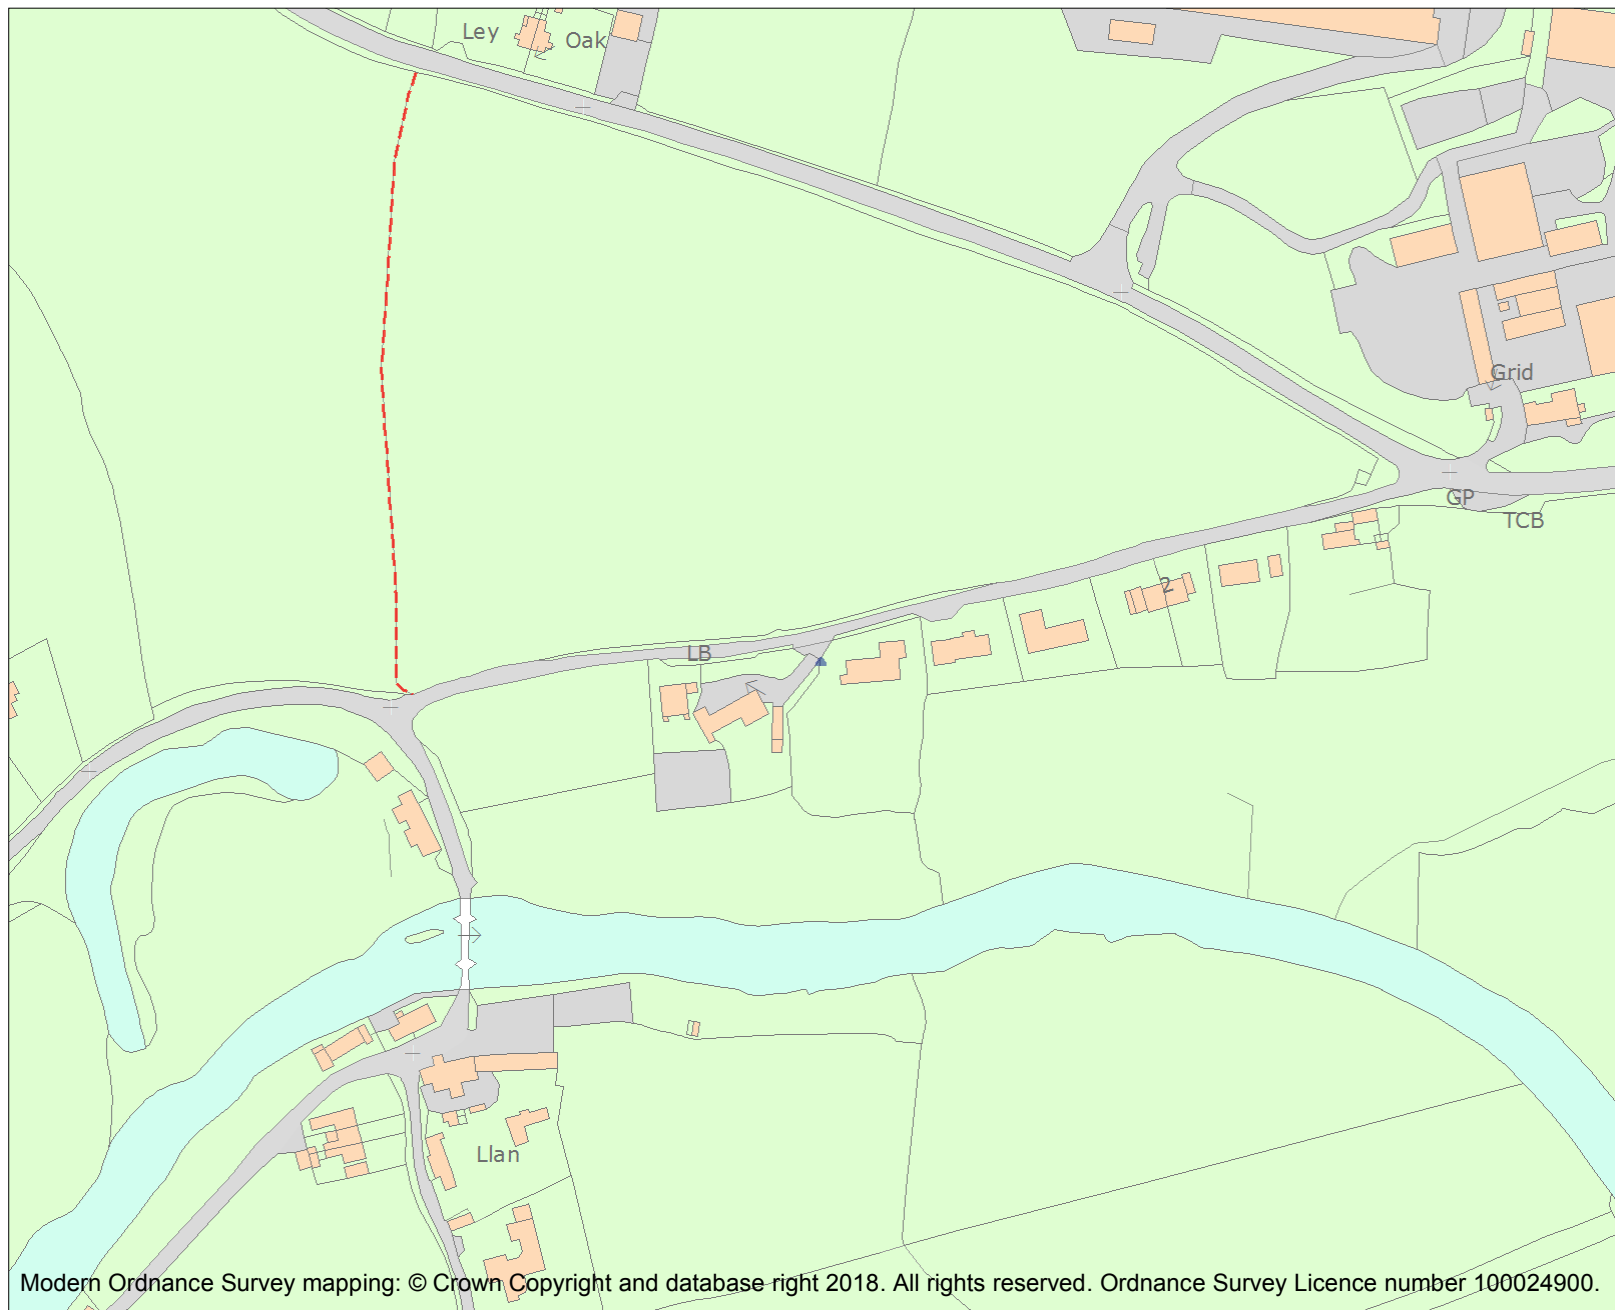 Ley
Oak
Grid
GP
TCB
2
LB
Llan
Modern Ordnance Survey mapping: © Crown Copyright and database right 2018. All rights reserved. Ordnance Survey Licence number 100024900.